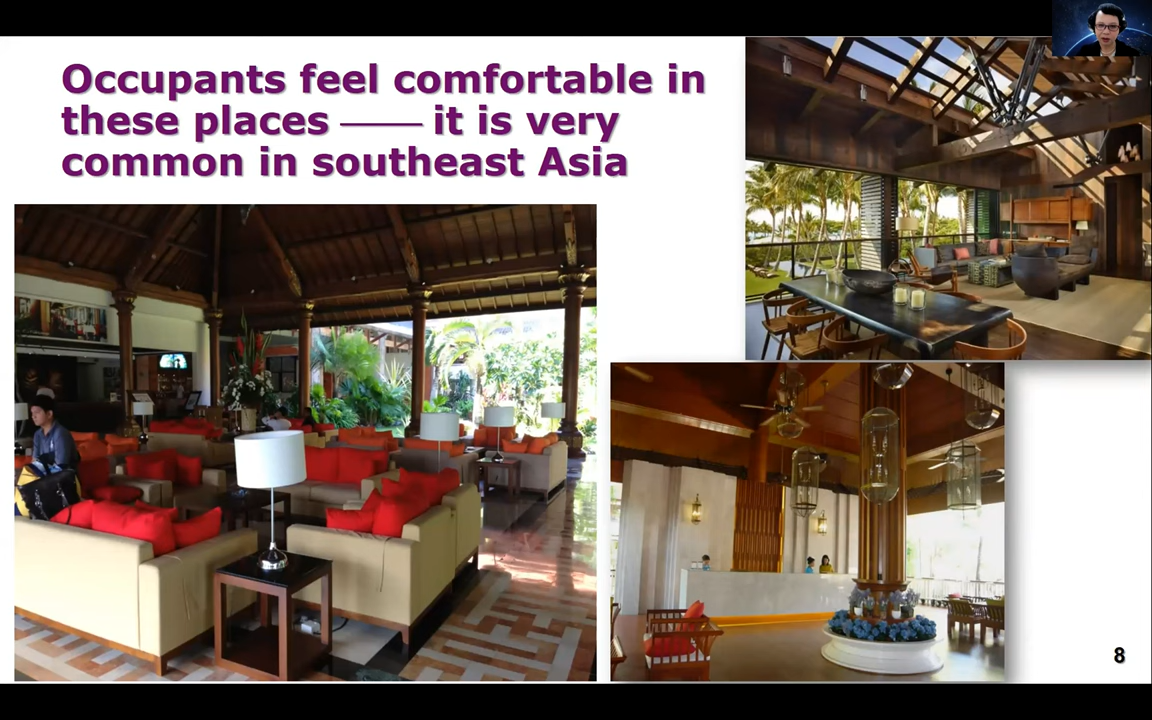 Occupants feel comfortable in
these places —— it is very
common in southeast Asia
8